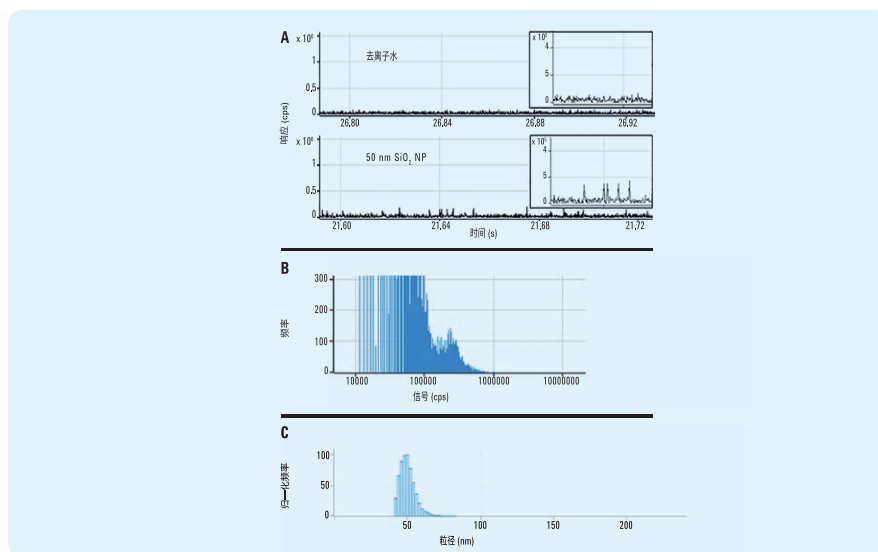 A
x 10⁶
去离子水
1
0.5
0
26.80
26.84
26.88
26.92
x 10⁵
4
5
0
响应 (cps)
x 10⁶
50 nm SiO₂ NP
1
0.5
0
21.60
21.64
21.68
21.72
x 10⁵
4
5
0
时间 (s)
B
300
200
100
0
频率
10000
100000
1000000
10000000
信号 (cps)
C
100
50
0
归一化频率
50
100
150
200
粒径 (nm)